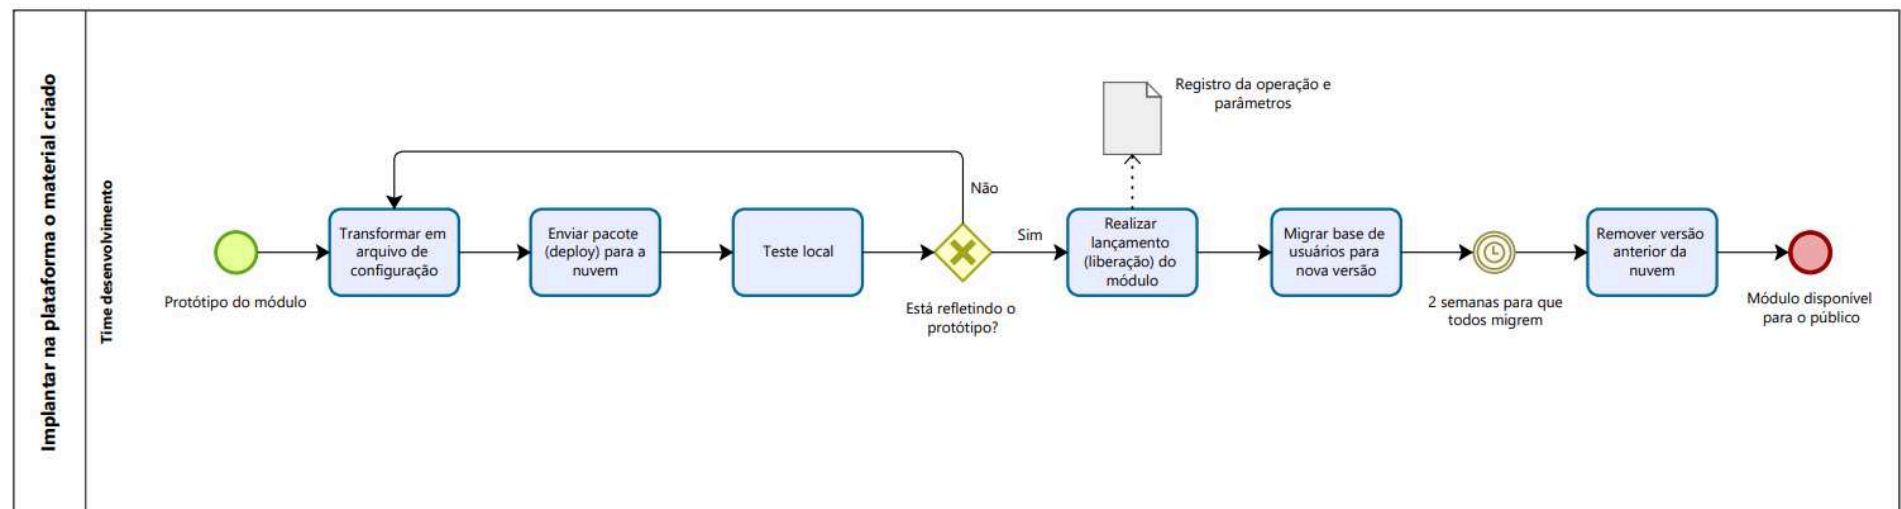 Implantar na plataforma o material criado
Time desenvolvimento
Protótipo do módulo
Transformar em
arquivo de
configuração
Enviar pacote
(deploy) para a
nuvem
Teste local
Está refletindo o
protótipo?
Não
Sim
Realizar
lançamento
(liberação) do
módulo
Registro da operação e
parâmetros
Migrar base de
usuários para
nova versão
2 semanas para que
todos migrem
Remover versão
anterior da
nuvem
Módulo disponível
para o público